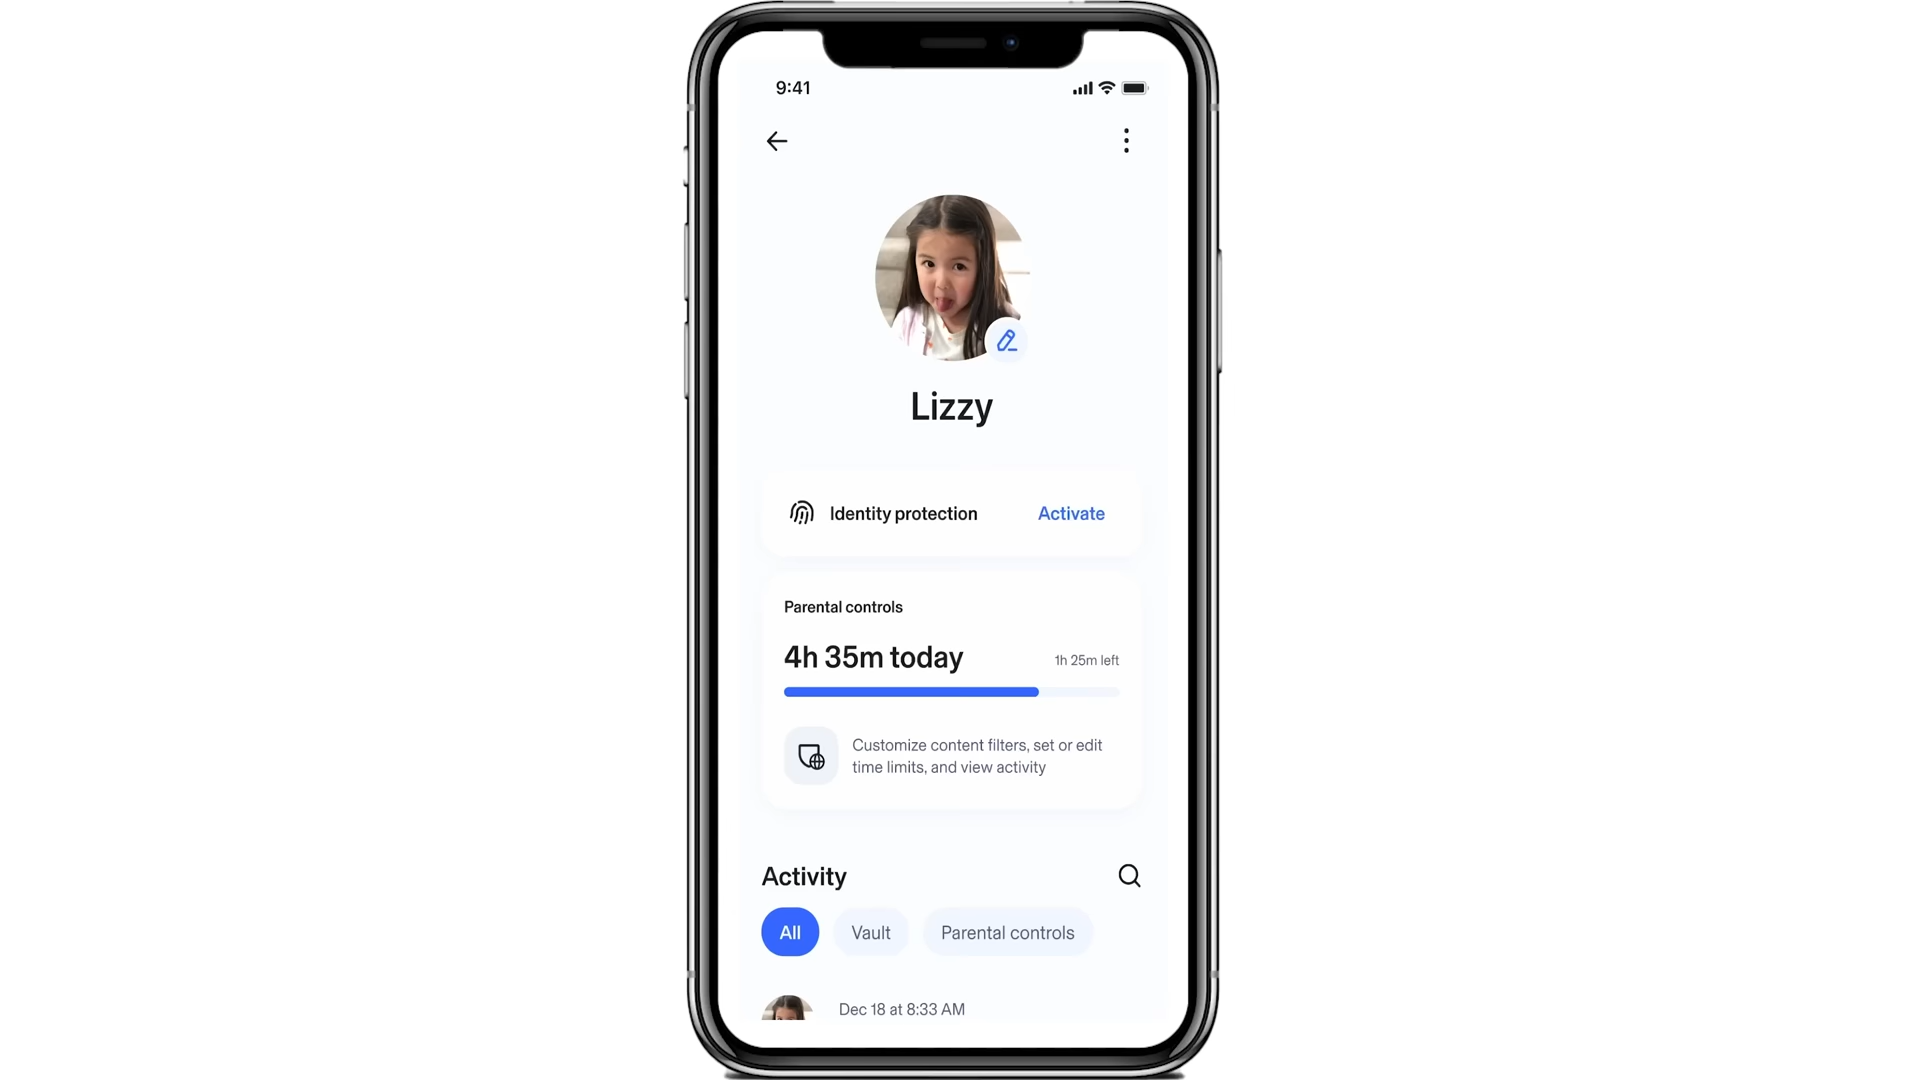 9:41
Lizzy
Identity protection
Activate
Parental controls
4h 35m today
1h 25m left
Customize content filters, set or edit
time limits, and view activity
Activity
All
Vault
Parental controls
Dec 18 at 8:33 AM